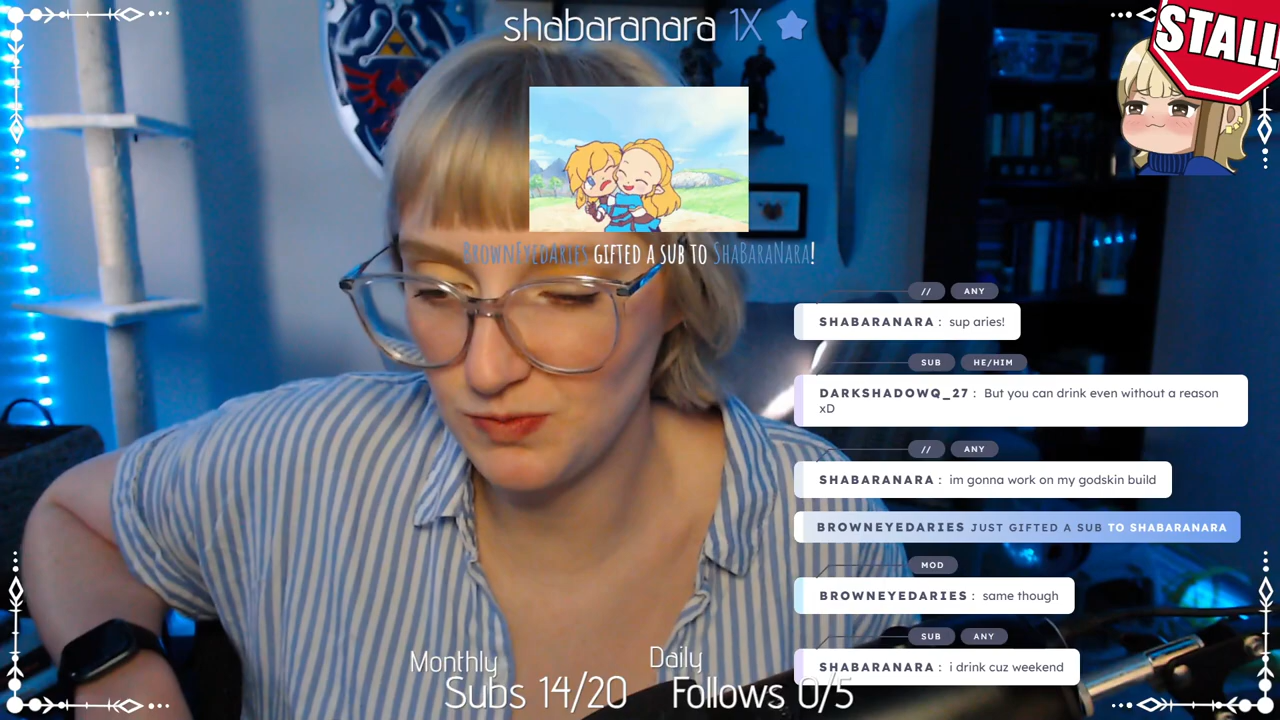 shabaranara 1X
STALL
BROWNEYEDARIES GIFTED A SUB TO SHABARANARA!
// ANY
SHABARANARA : sup aries!
SUB HE/HIM
DARKSHADOWQ_27 : But you can drink even without a reason
xD
// ANY
SHABARANARA : im gonna work on my godskin build
BROWNEYEDARIES JUST GIFTED A SUB TO SHABARANARA
MOD
BROWNEYEDARIES : same though
SUB ANY
SHABARANARA : i drink cuz weekend
Monthly Daily
Subs 14/20 Follows 0/5